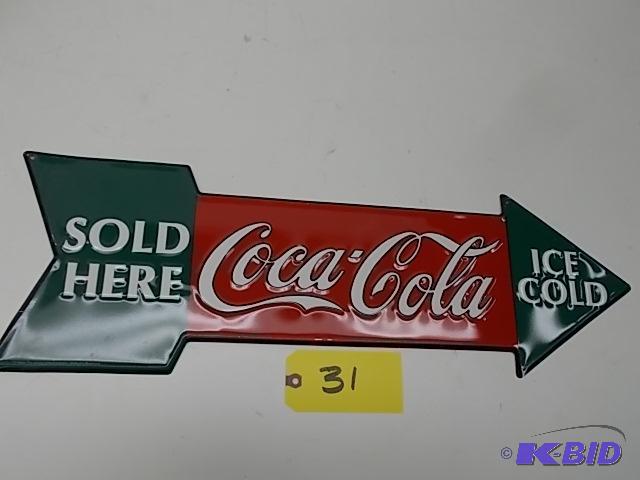 SOLD
HERE
Coca-Cola
ICE
COLD
31
© K-BID